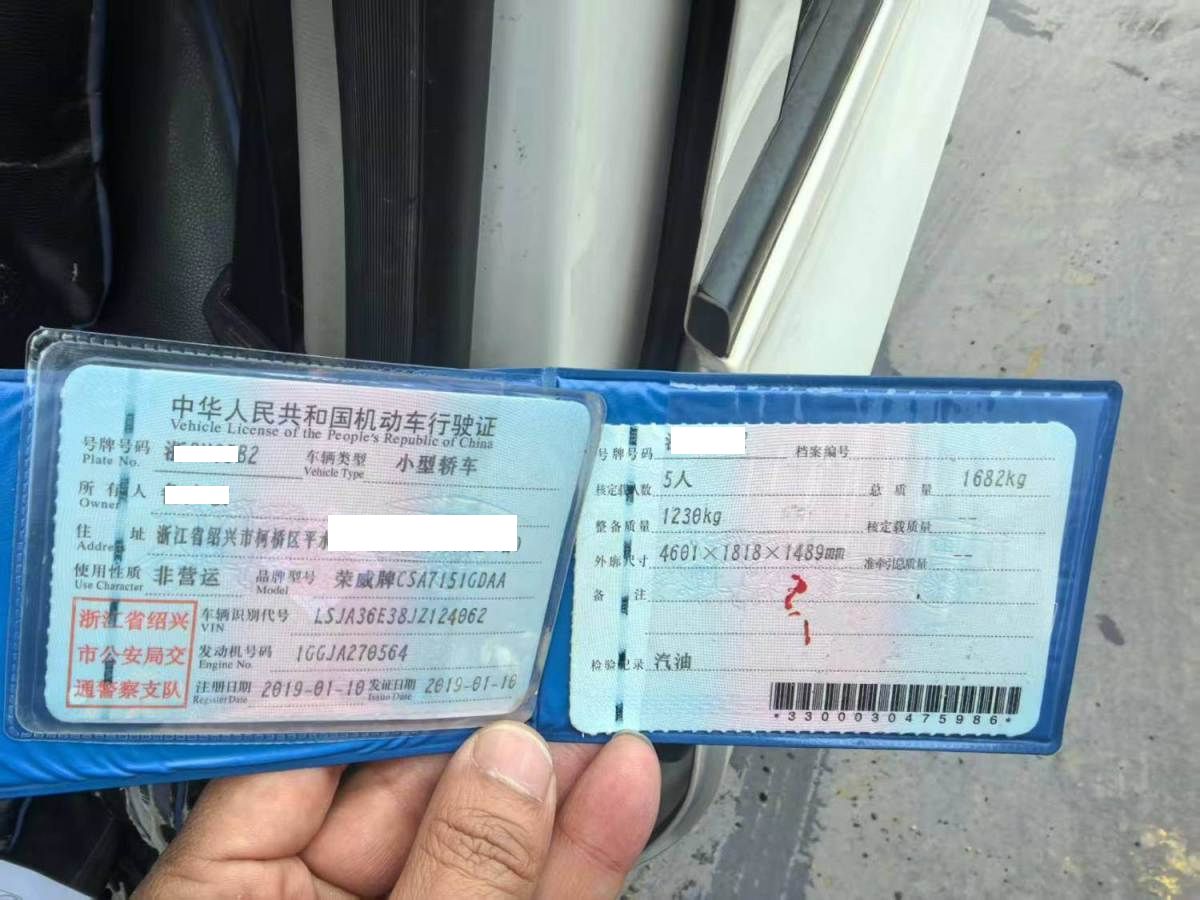 中华人民共和国机动车行驶证
Vehicle License of the People's Republic of China
号牌号码 浙 B2 车辆类型 小型轿车
Plate No. Vehicle Type
所有人
Owner
住址 浙江省绍兴市柯桥区平水
Address
使用性质 非营运 品牌型号 荣威牌CSA7151GDAA
Use Character Model
浙江省绍兴
市公安局交
通警察支队
车辆识别代号 LSJA36E38JZ124062
VIN
发动机号码 1GGJA270564
Engine No.
注册日期 2019-01-10 发证日期 2019-01-10
Register Date Issue Date
号牌号码 档案编号
核定载人数 5人 总质量 1682kg
整备质量 1230kg 核定载质量 --
外廓尺寸 4601×1818×1489mm 准牵引总质量 --
备注
检验记录 汽油
*3300030475986*